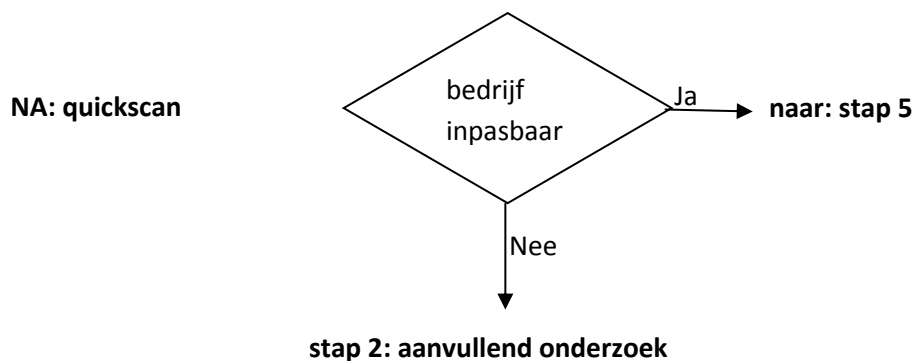 bedrijf
NA: quickscan
Ja
naar: stap 5
inpasbaar
Nee
stap 2: aanvullend onderzoek